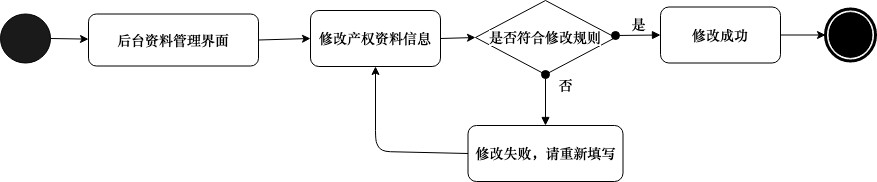 后台资料管理界面
修改产权资料信息
是否符合修改规则
是
修改成功
否
修改失败，请重新填写